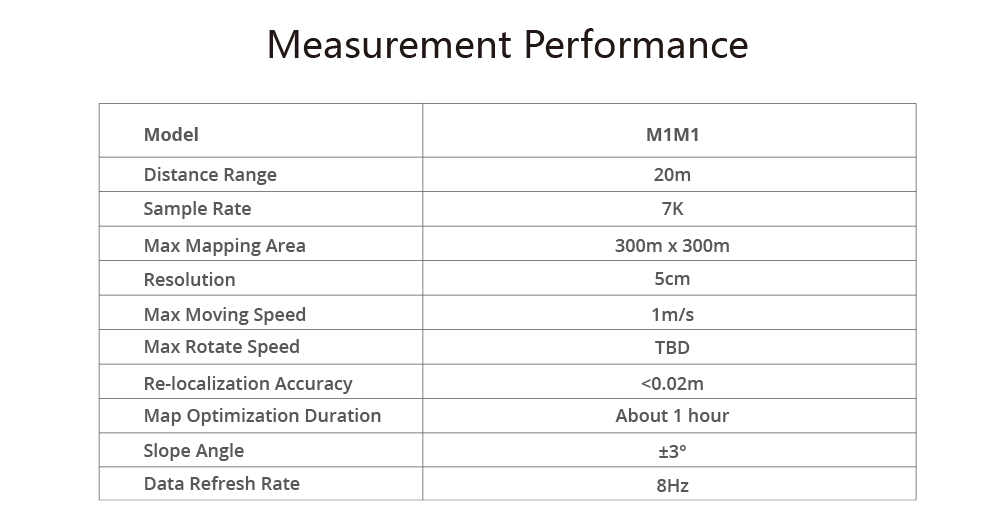 Measurement Performance
Model M1M1
Distance Range 20m
Sample Rate 7K
Max Mapping Area 300m x 300m
Resolution 5cm
Max Moving Speed 1m/s
Max Rotate Speed TBD
Re-localization Accuracy <0.02m
Map Optimization Duration About 1 hour
Slope Angle ±3°
Data Refresh Rate 8Hz